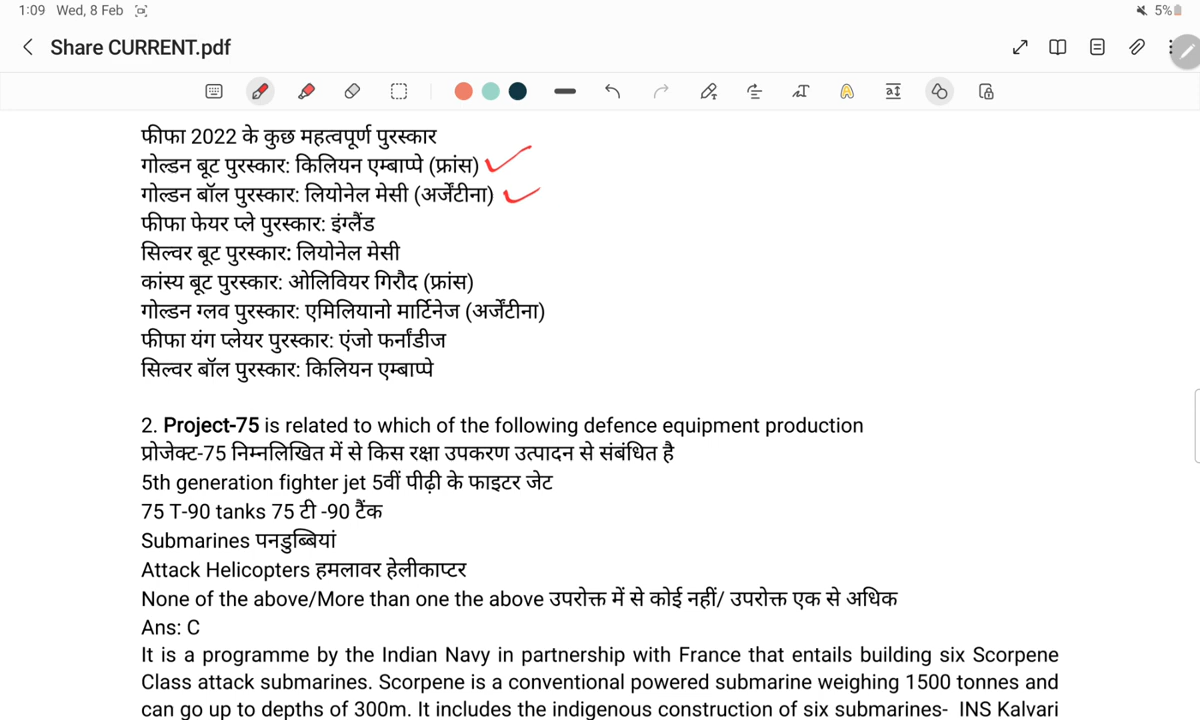 1:09 Wed, 8 Feb 5%
Share CURRENT.pdf
फीफा 2022 के कुछ महत्वपूर्ण पुरस्कार
गोल्डन बूट पुरस्कार: किलियन एम्बाप्पे (फ्रांस)
गोल्डन बॉल पुरस्कार: लियोनेल मेसी (अर्जेंटीना)
फीफा फेयर प्ले पुरस्कार: इंग्लैंड
सिल्वर बूट पुरस्कार: लियोनेल मेसी
कांस्य बूट पुरस्कार: ओलिवियर गिरौद (फ्रांस)
गोल्डन ग्लव पुरस्कार: एमिलियानो मार्टिनेज (अर्जेंटीना)
फीफा यंग प्लेयर पुरस्कार: एंजो फर्नांडीज
सिल्वर बॉल पुरस्कार: किलियन एम्बाप्पे
2. Project-75 is related to which of the following defence equipment production
प्रोजेक्ट-75 निम्नलिखित में से किस रक्षा उपकरण उत्पादन से संबंधित है
5th generation fighter jet 5वीं पीढ़ी के फाइटर जेट
75 T-90 tanks 75 टी -90 टैंक
Submarines पनडुब्बियां
Attack Helicopters हमलावर हेलीकाप्टर
None of the above/More than one the above उपरोक्त में से कोई नहीं/ उपरोक्त एक से अधिक
Ans: C
It is a programme by the Indian Navy in partnership with France that entails building six Scorpene
Class attack submarines. Scorpene is a conventional powered submarine weighing 1500 tonnes and
can go up to depths of 300m. It includes the indigenous construction of six submarines- INS Kalvari